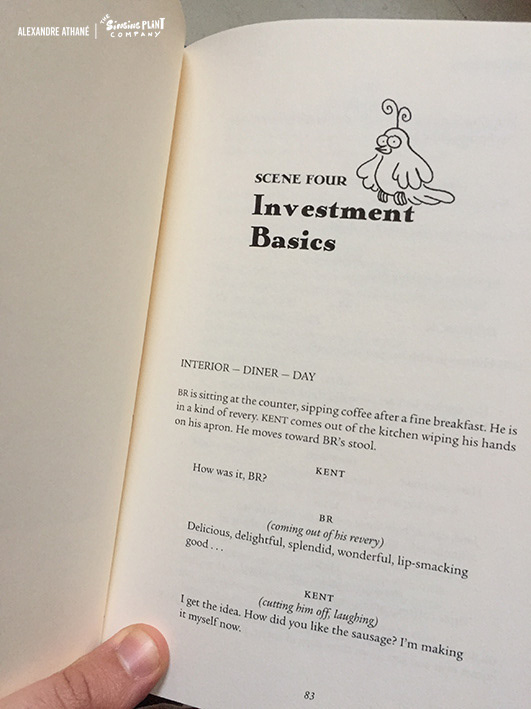 ALEXANDRE ATHANÉ
THE
SINGING PLINT
COMPANY
SCENE FOUR
Investment
Basics
INTERIOR – DINER – DAY
BR is sitting at the counter, sipping coffee after a fine breakfast. He is
in a kind of revery. KENT comes out of the kitchen wiping his hands
on his apron. He moves toward BR's stool.
KENT
How was it, BR?
BR
(coming out of his revery)
Delicious, delightful, splendid, wonderful, lip-smacking
good . . .
KENT
(cutting him off, laughing)
I get the idea. How did you like the sausage? I'm making
it myself now.
83